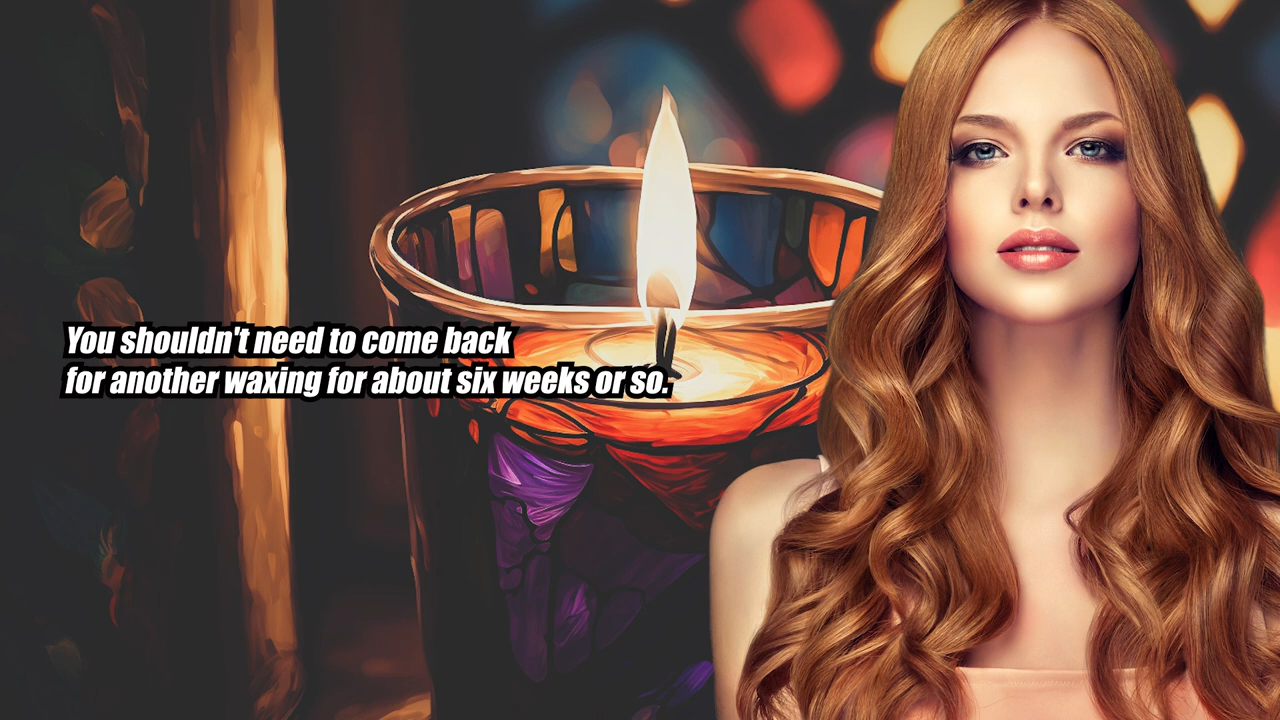 You shouldn't need to come back
for another waxing for about six weeks or so.